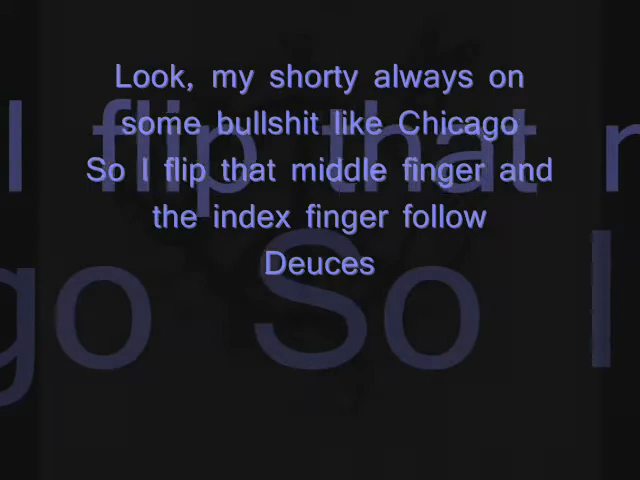 Look, my shorty always on
some bullshit like Chicago
So I flip that middle finger and
the index finger follow
Deuces
I flip that
go So I